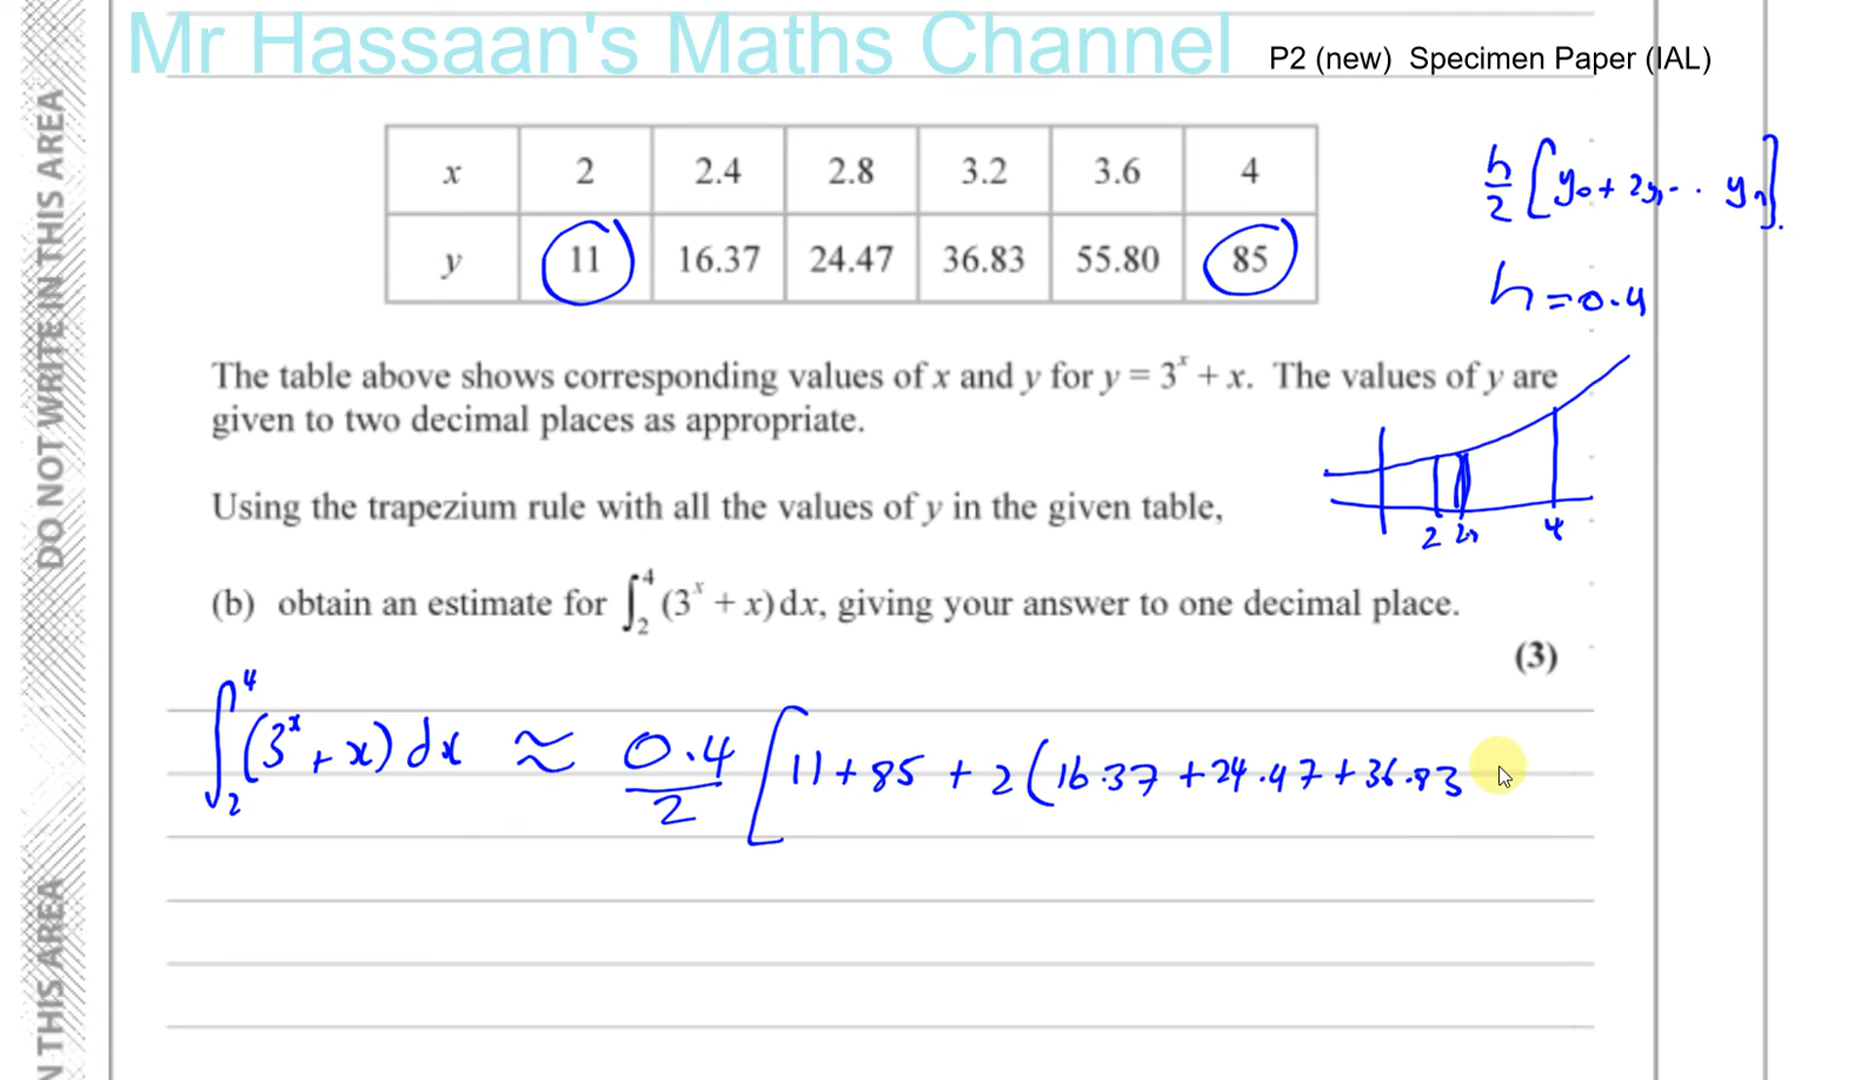 Mr Hassaan's Maths Channel
P2 (new) Specimen Paper (IAL)
DO NOT WRITE IN THIS AREA
x 2 2.4 2.8 3.2 3.6 4
y 11 16.37 24.47 36.83 55.80 85
h/2 [y₀ + 2y₁ - . . yₙ].
h = 0.4
The table above shows corresponding values of x and y for y = 3ˣ + x. The values of y are
given to two decimal places as appropriate.
Using the trapezium rule with all the values of y in the given table,
2 4
(b) obtain an estimate for ∫₂⁴ (3ˣ + x) dx, giving your answer to one decimal place.
(3)
∫₂⁴ (3ˣ + x) dx ≈ 0.4/2 [11 + 85 + 2(16.37 + 24.47 + 36.83
N THIS AREA